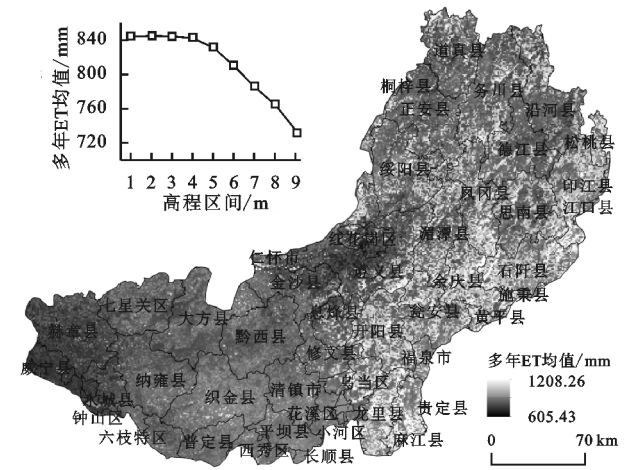 多年ET均值/mm
840
800
760
720
1 2 3 4 5 6 7 8 9
高程区间/m
道真县
桐梓县
务川县
正安县
沿河县
松桃县
德江县
绥阳县
印江县
凤冈县
江口县
思南县
红花岗区
湄潭县
仁怀市
遵义县
石阡县
金沙县
余庆县
施秉县
七星关区
息烽县
瓮安县
黄平县
大方县
赫章县
黔西县
开阳县
修文县
福泉市
威宁县
纳雍县
乌当区
水城县
织金县
清镇市
钟山区
花溪区
龙里县
贵定县
六枝特区
普定县
平坝县
小河区
麻江县
西秀区
长顺县
多年ET均值/mm
1208.26
605.43
0
70 km